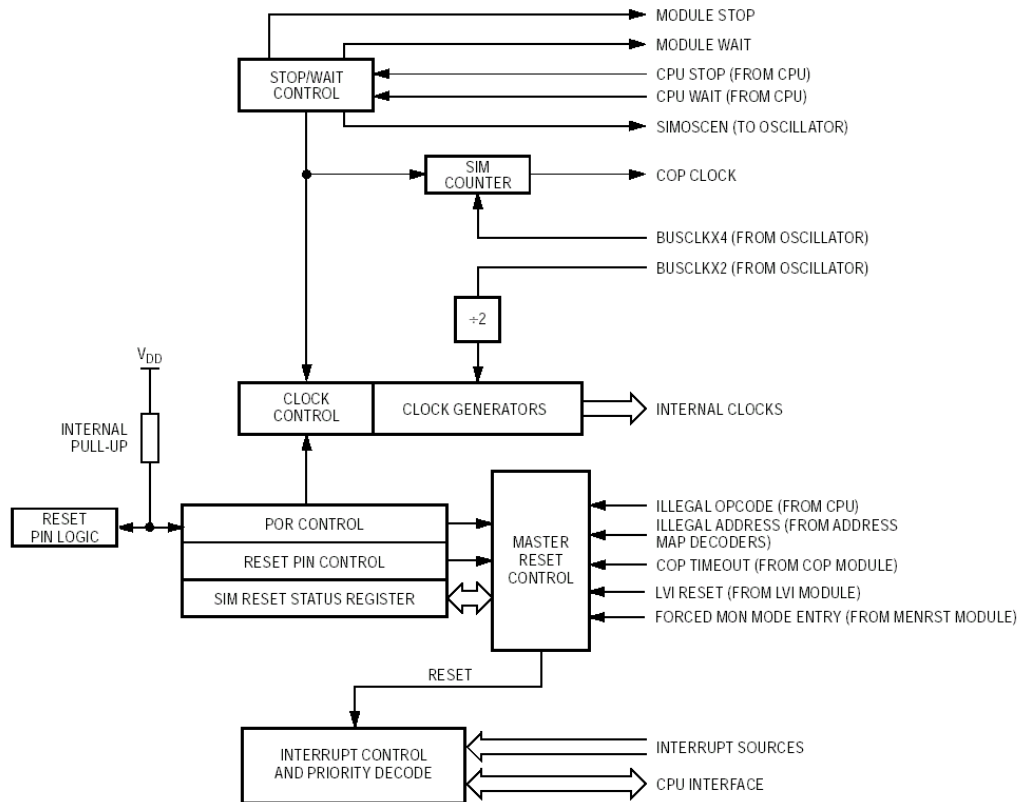 MODULE STOP
MODULE WAIT
STOP/WAIT
CONTROL
CPU STOP (FROM CPU)
CPU WAIT (FROM CPU)
SIMOSCEN (TO OSCILLATOR)
SIM
COUNTER
COP CLOCK
BUSCLKX4 (FROM OSCILLATOR)
BUSCLKX2 (FROM OSCILLATOR)
÷2
VDD
CLOCK
CONTROL
CLOCK GENERATORS
INTERNAL CLOCKS
INTERNAL
PULL-UP
RESET
PIN LOGIC
POR CONTROL
RESET PIN CONTROL
SIM RESET STATUS REGISTER
MASTER
RESET
CONTROL
ILLEGAL OPCODE (FROM CPU)
ILLEGAL ADDRESS (FROM ADDRESS
MAP DECODERS)
COP TIMEOUT (FROM COP MODULE)
LVI RESET (FROM LVI MODULE)
FORCED MON MODE ENTRY (FROM MENRST MODULE)
RESET
INTERRUPT CONTROL
AND PRIORITY DECODE
INTERRUPT SOURCES
CPU INTERFACE